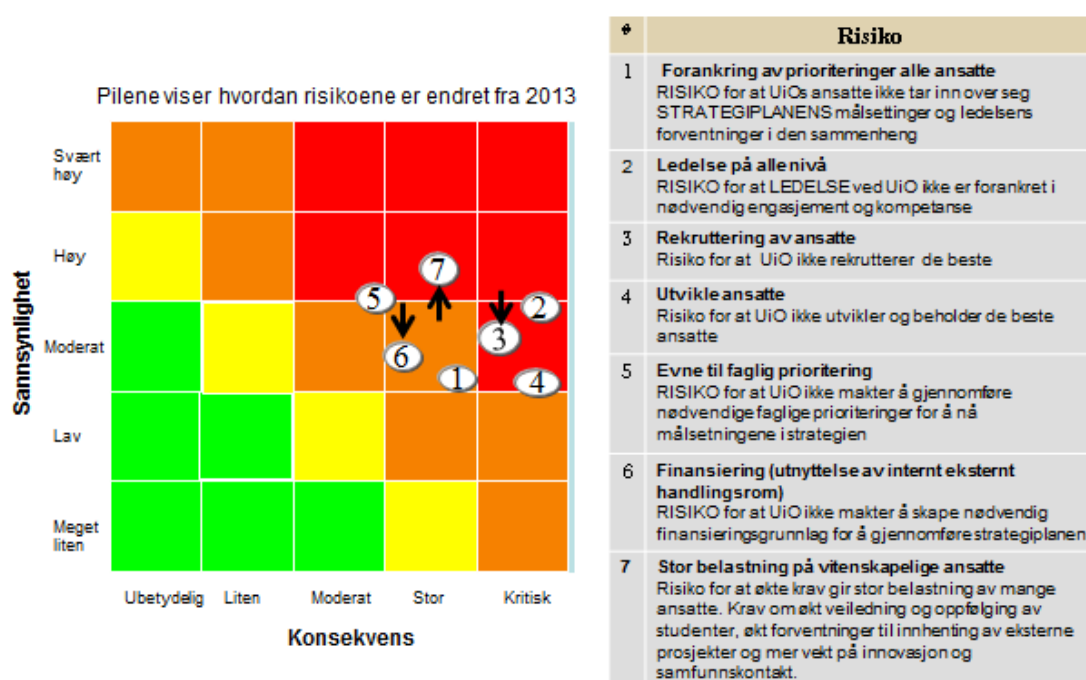 Pilene viser hvordan risikoene er endret fra 2013
Sannsynlighet
Svært
høy
Høy
Moderat
Lav
Meget
liten
7
5
2
3
6
1
4
Ubetydelig Liten Moderat Stor Kritisk
Konsekvens
# Risiko
1 Forankring av prioriteringer alle ansatte
RISIKO for at UiOs ansatte ikke tar inn over seg
STRATEGIPLANENS målsettinger og ledelsens
forventninger i den sammenheng
2 Ledelse på alle nivå
RISIKO for at LEDELSE ved UiO ikke er forankret i
nødvendig engasjement og kompetanse
3 Rekruttering av ansatte
Risiko for at UiO ikke rekrutterer de beste
4 Utvikle ansatte
Risiko for at UiO ikke utvikler og beholder de beste
ansatte
5 Evne til faglig prioritering
RISIKO for at UiO ikke makter å gjennomføre
nødvendige faglige prioriteringer for å nå
målsetningene i strategien
6 Finansiering (utnyttelse av internt eksternt
handlingsrom)
RISIKO for at UiO ikke makter å skape nødvendig
finansieringsgrunnlag for å gjennomføre strategiplanen
7 Stor belastning på vitenskapelige ansatte
Risiko for at økte krav gir stor belastning av mange
ansatte. Krav om økt veiledning og oppfølging av
studenter, økt forventninger til innhenting av eksterne
prosjekter og mer vekt på innovasjon og
samfunnskontakt.